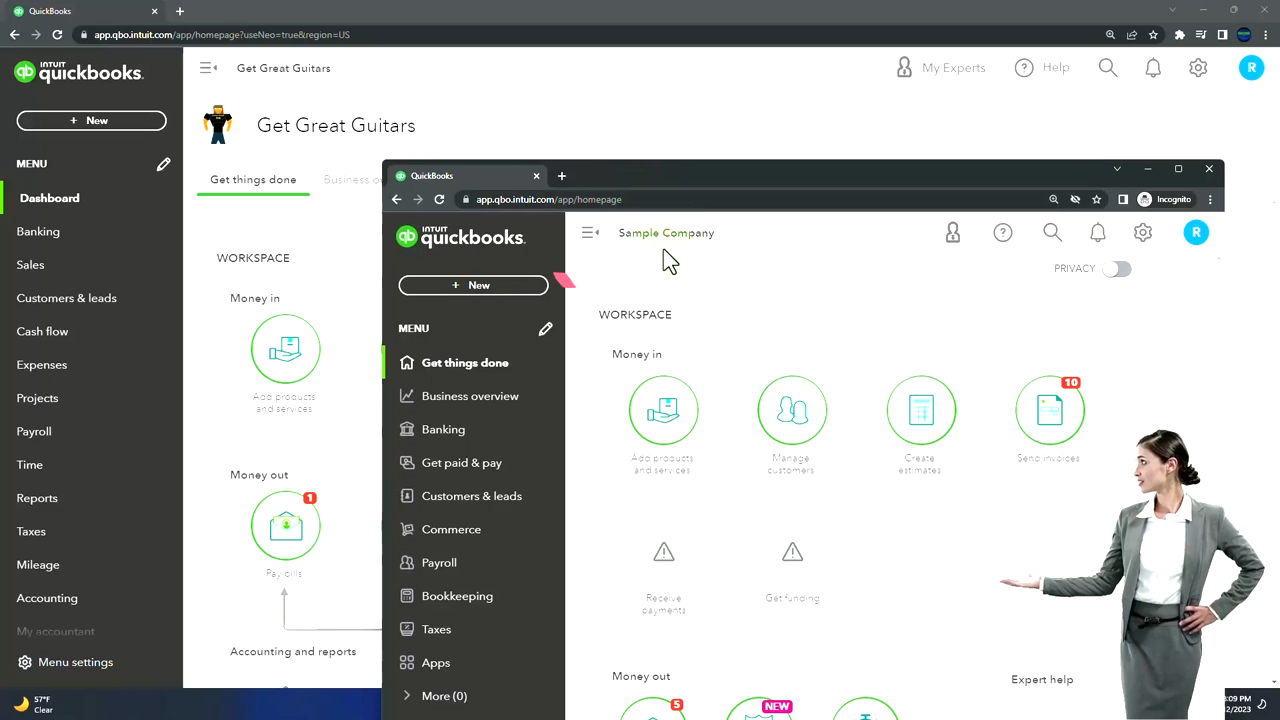 QuickBooks
app.qbo.intuit.com/app/homepage?useNeo=true&region=US
INTUIT
quickbooks.
Get Great Guitars
My Experts
Help
R
+ New
Get Great Guitars
MENU
Get things done
Dashboard
Banking
Sales
Customers & leads
Cash flow
Expenses
Projects
Payroll
Time
Reports
Taxes
Mileage
Accounting
My accountant
Menu settings
WORKSPACE
Money in
Add products
and services
Money out
1
Pay bills
Accounting and reports
57°F
Clear
QuickBooks
app.qbo.intuit.com/app/homepage
Incognito
INTUIT
quickbooks.
Sample Company
R
PRIVACY
+ New
MENU
Get things done
Business overview
Banking
Get paid & pay
Customers & leads
Commerce
Payroll
Bookkeeping
Taxes
Apps
More (0)
WORKSPACE
Money in
10
Add products
and services
Manage
customers
Create
estimates
Send invoices
Receive
payments
Get funding
Money out
Expert help
5
NEW
:09 PM
2/2023